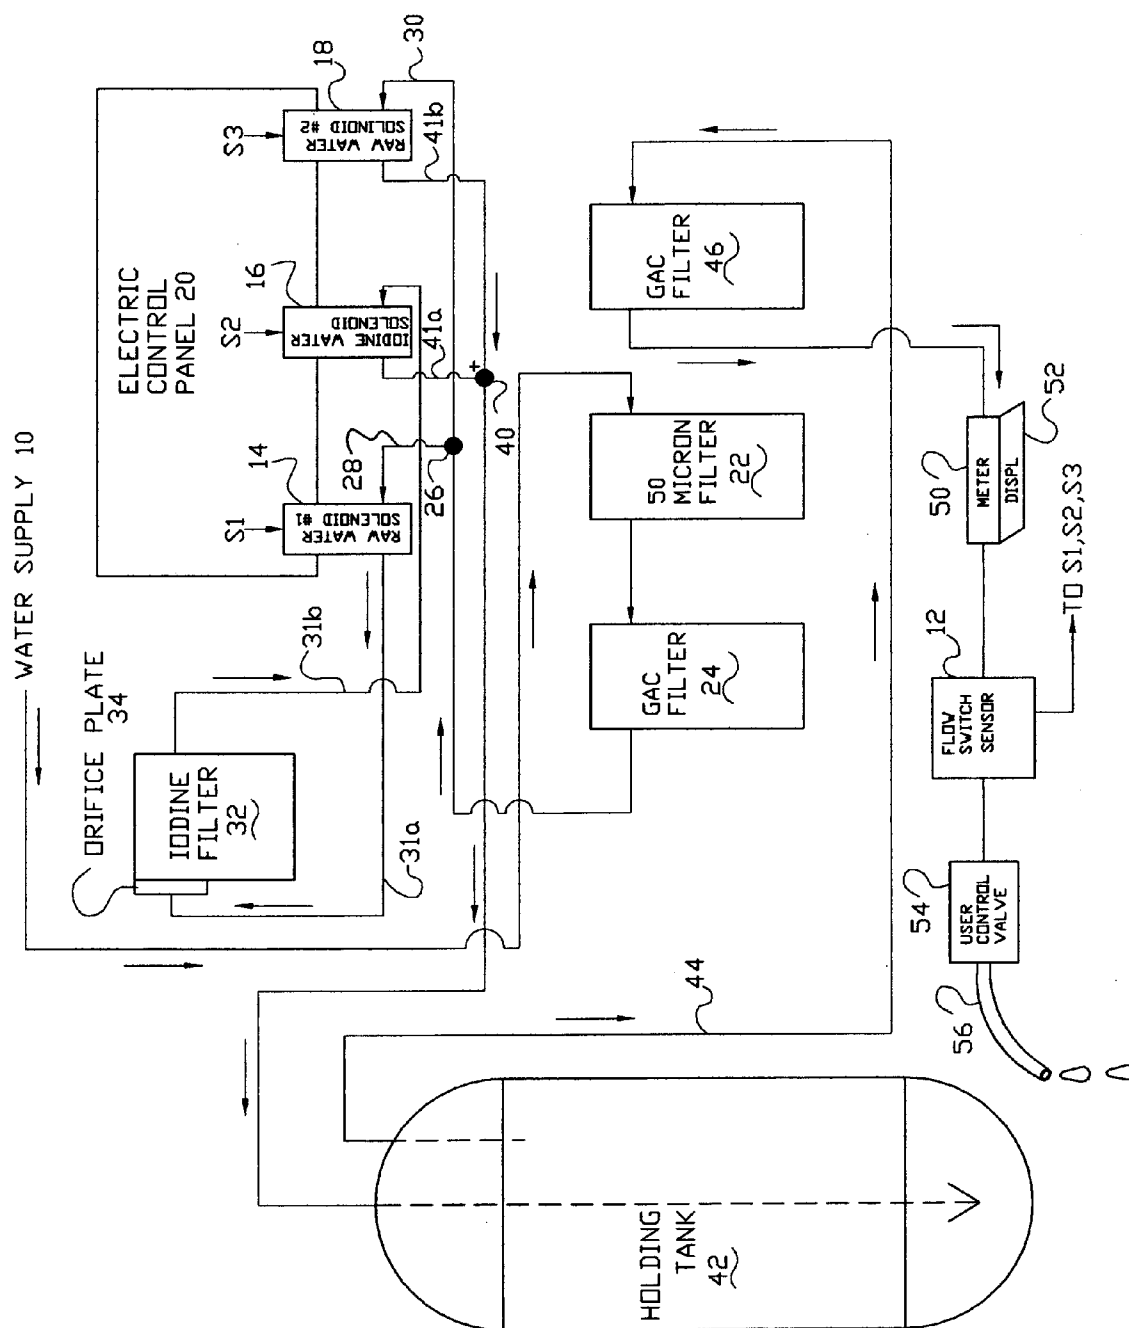 WATER SUPPLY 10
ORIFICE PLATE
34
IODINE
FILTER
32
31b
31a
ELECTRIC
CONTROL
PANEL 20
S1
14
RAW WATER
SOLENOID #1
S2
16
IODINE WATER
SOLENOID
S3
18
RAW WATER
SOLINOID #2
30
41b
41a
28
26
+
40
GAC
FILTER
24
50
MICRON
FILTER
22
GAC
FILTER
46
HOLDING
TANK
42
44
56
54
USER
CONTROL
VALVE
12
FLOW
SWITCH
SENSOR
TO S1,S2,S3
50
METER
DISPL
52